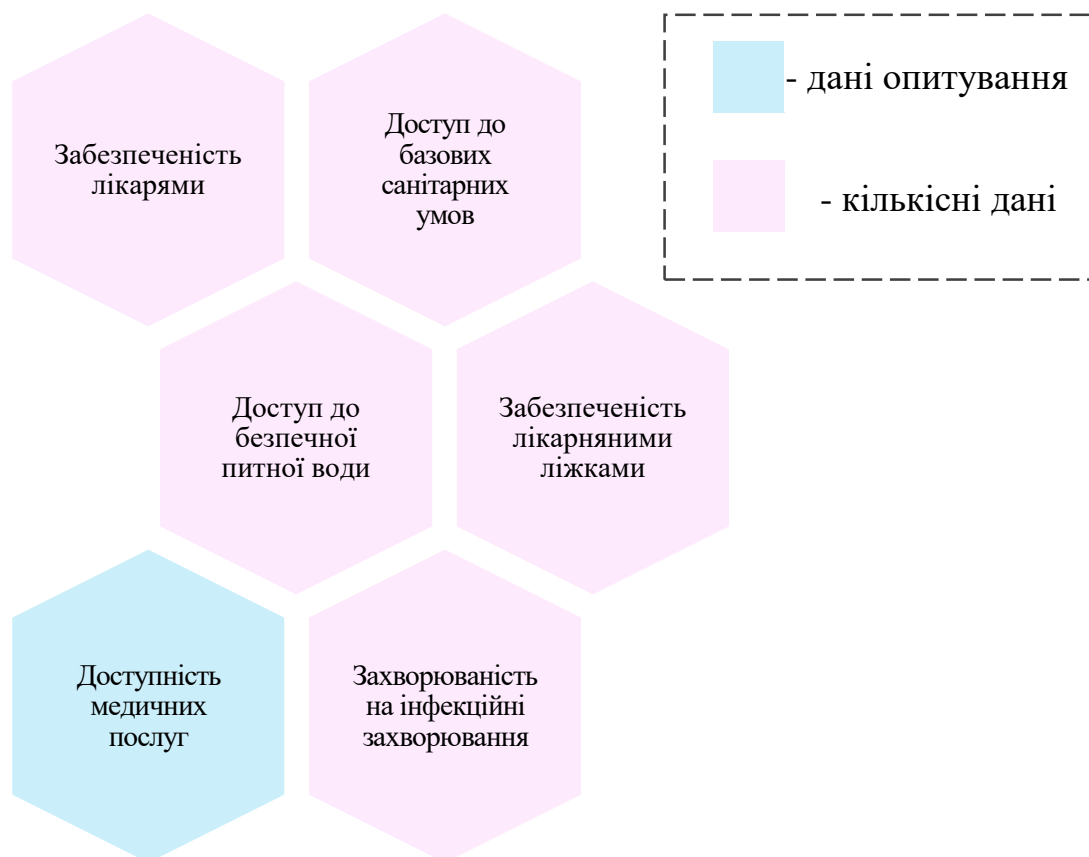 Забезпеченість
лікарями
Доступ до
базових
санітарних
умов
- дані опитування
- кількісні дані
Доступ до
безпечної
питної води
Забезпеченість
лікарняними
ліжками
Доступність
медичних
послуг
Захворюваність
на інфекційні
захворювання